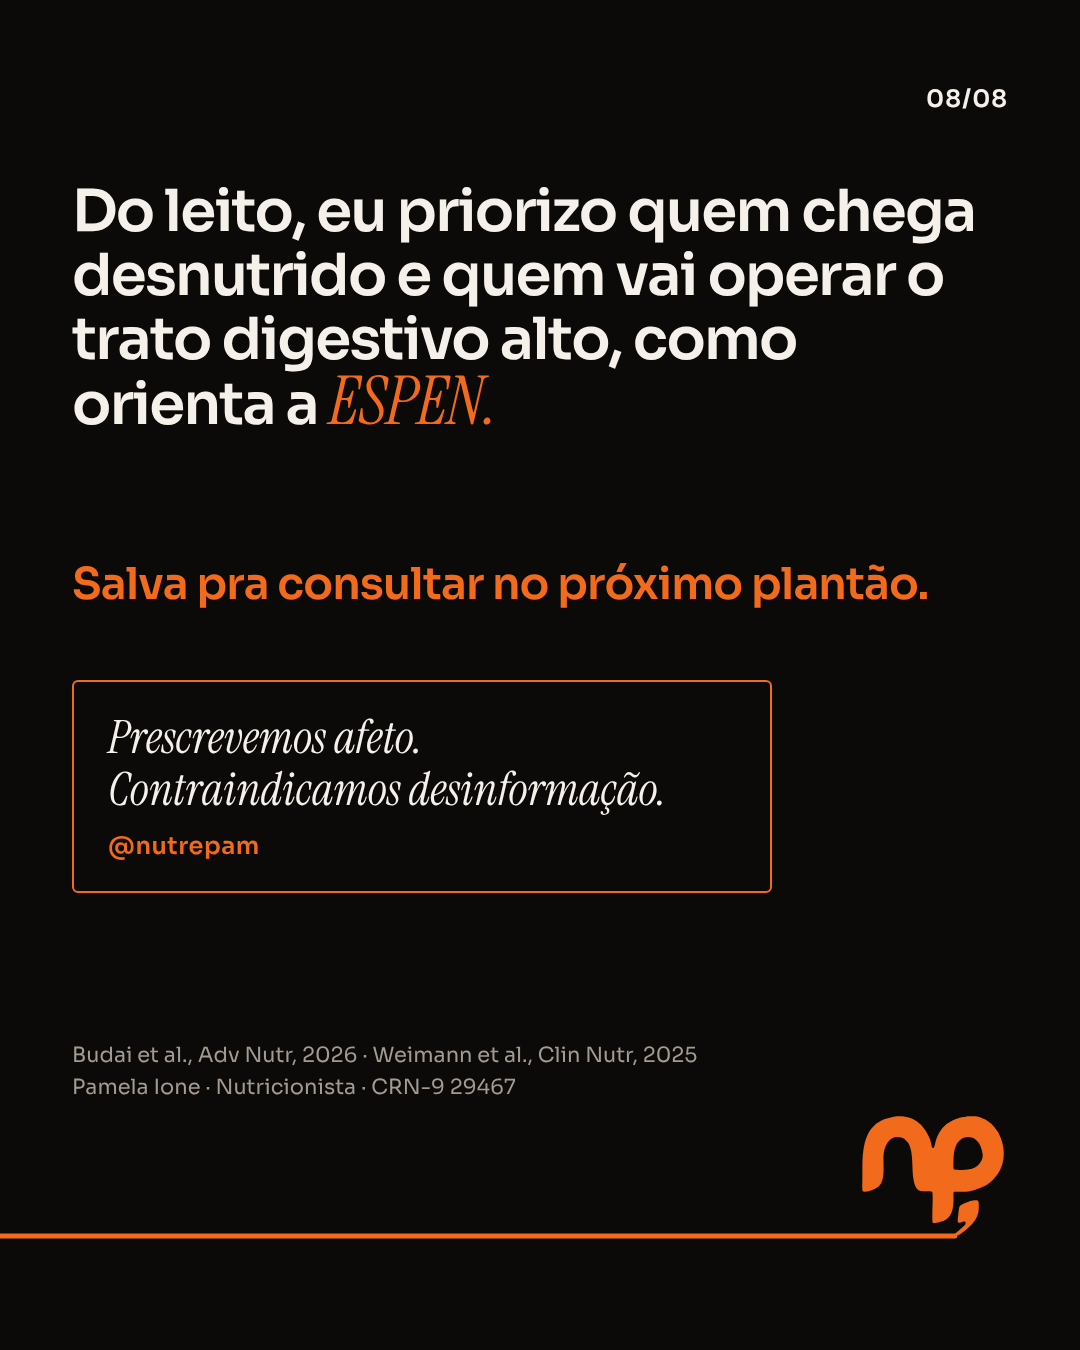 08/08
Do leito, eu priorizo quem chega
desnutrido e quem vai operar o
trato digestivo alto, como
orienta a ESPEN.
Salva pra consultar no próximo plantão.
Prescrevemos afeto.
Contraindicamos desinformação.
@nutrepam
Budai et al., Adv Nutr, 2026 · Weimann et al., Clin Nutr, 2025
Pamela Ione · Nutricionista · CRN-9 29467
np